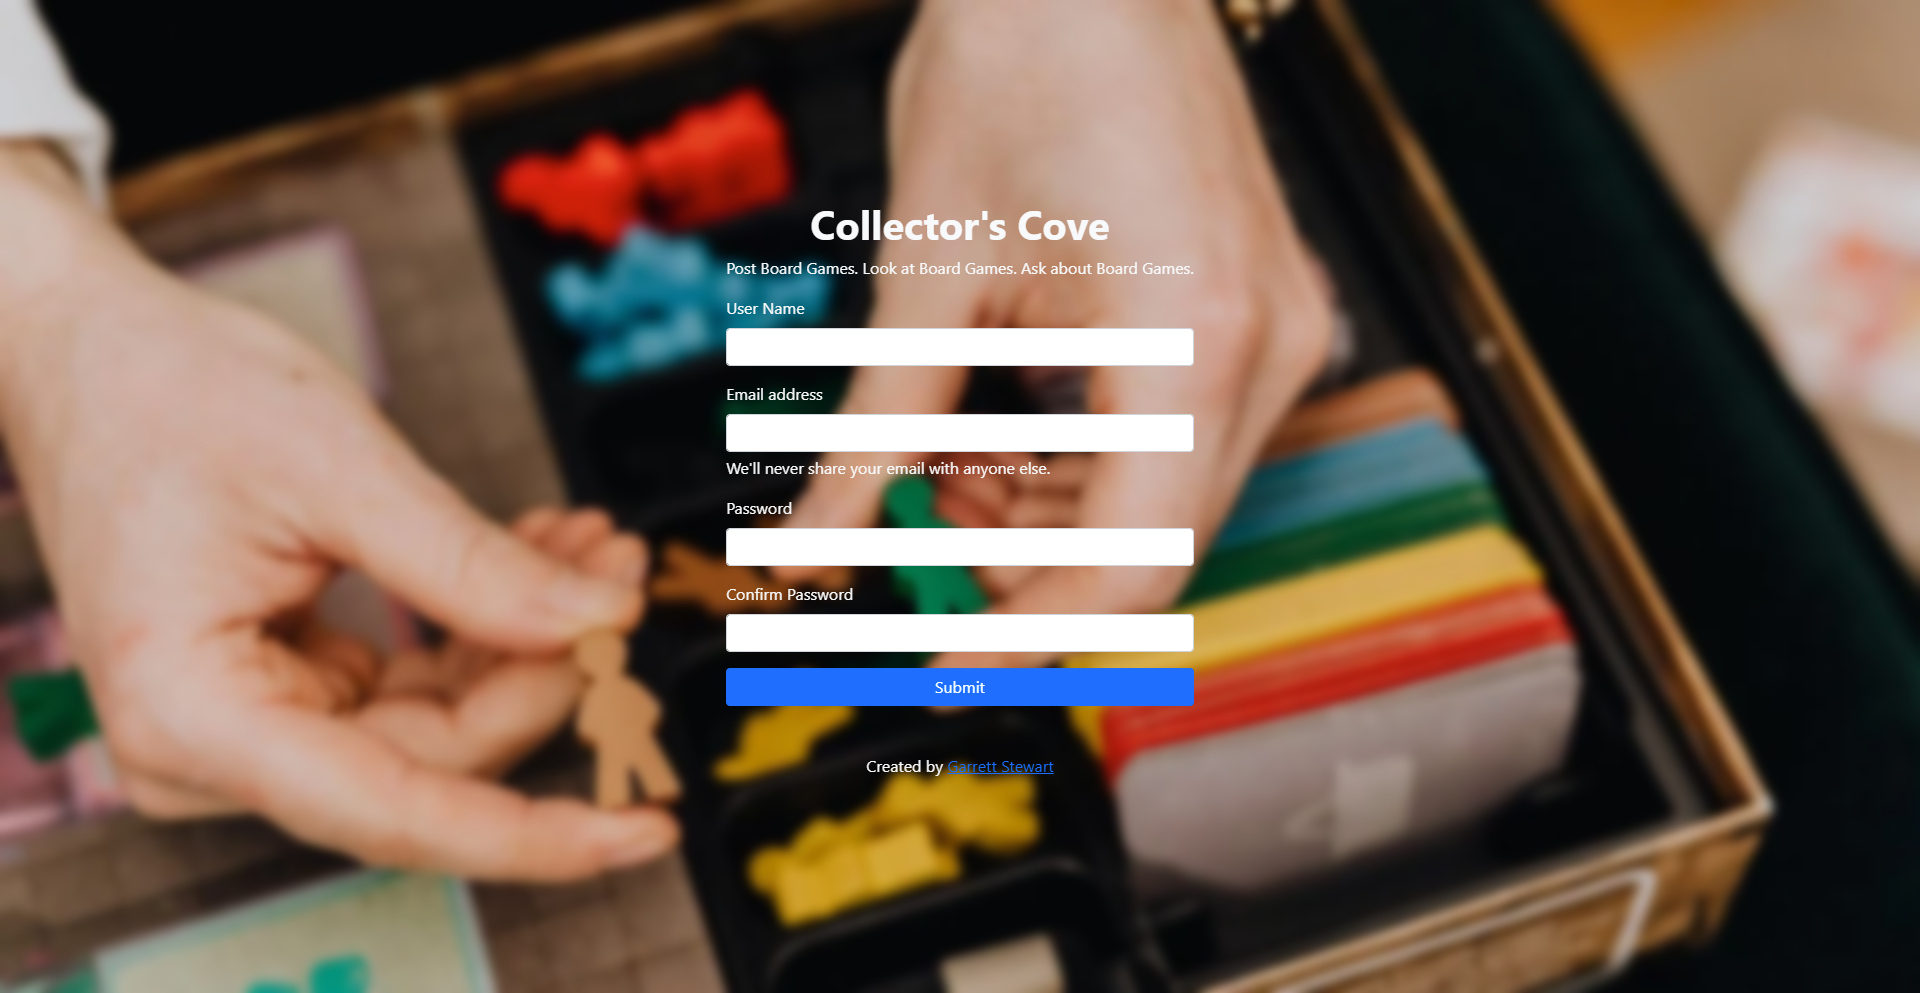 Collector's Cove
Post Board Games. Look at Board Games. Ask about Board Games.
User Name
Email address
We'll never share your email with anyone else.
Password
Confirm Password
Submit
Created by Garrett Stewart